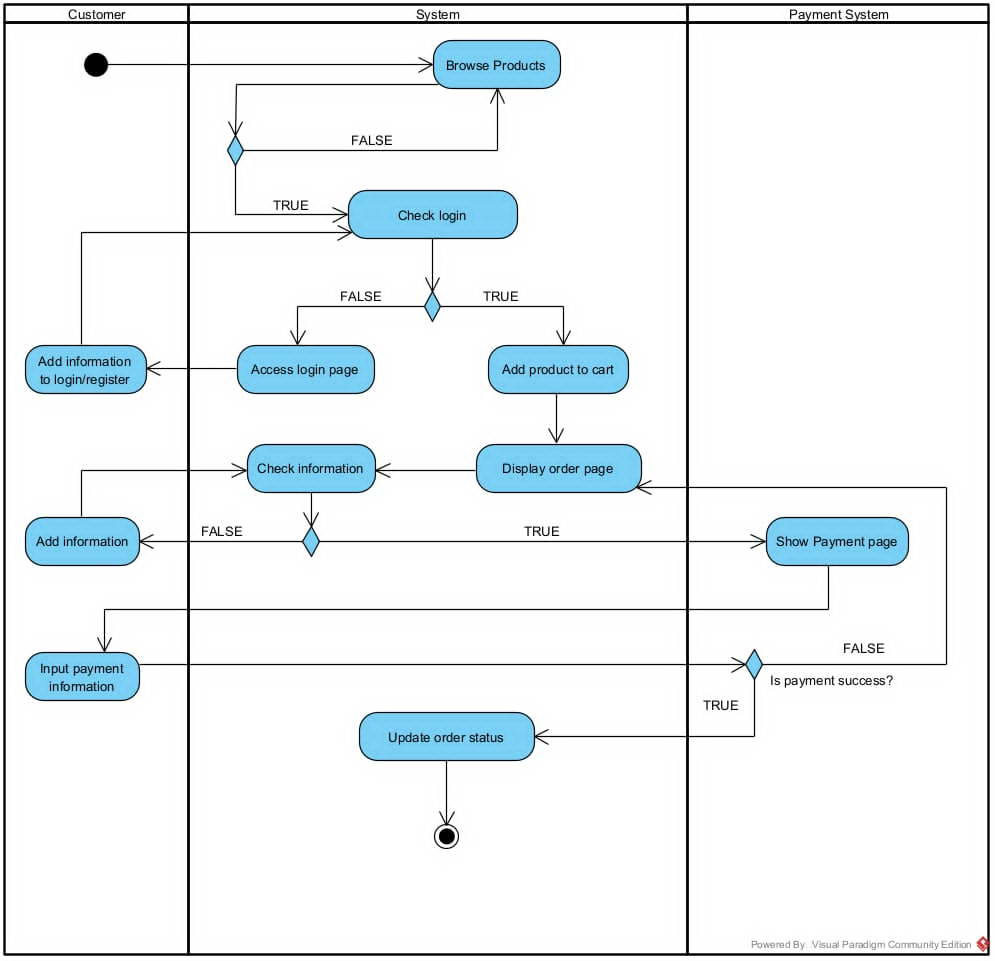 Customer
System
Payment System
Browse Products
FALSE
TRUE
Check login
FALSE
TRUE
Add information
to login/register
Access login page
Add product to cart
Check information
Display order page
Add information
FALSE
TRUE
Show Payment page
Input payment
information
FALSE
Is payment success?
TRUE
Update order status
Powered By: Visual Paradigm Community Edition